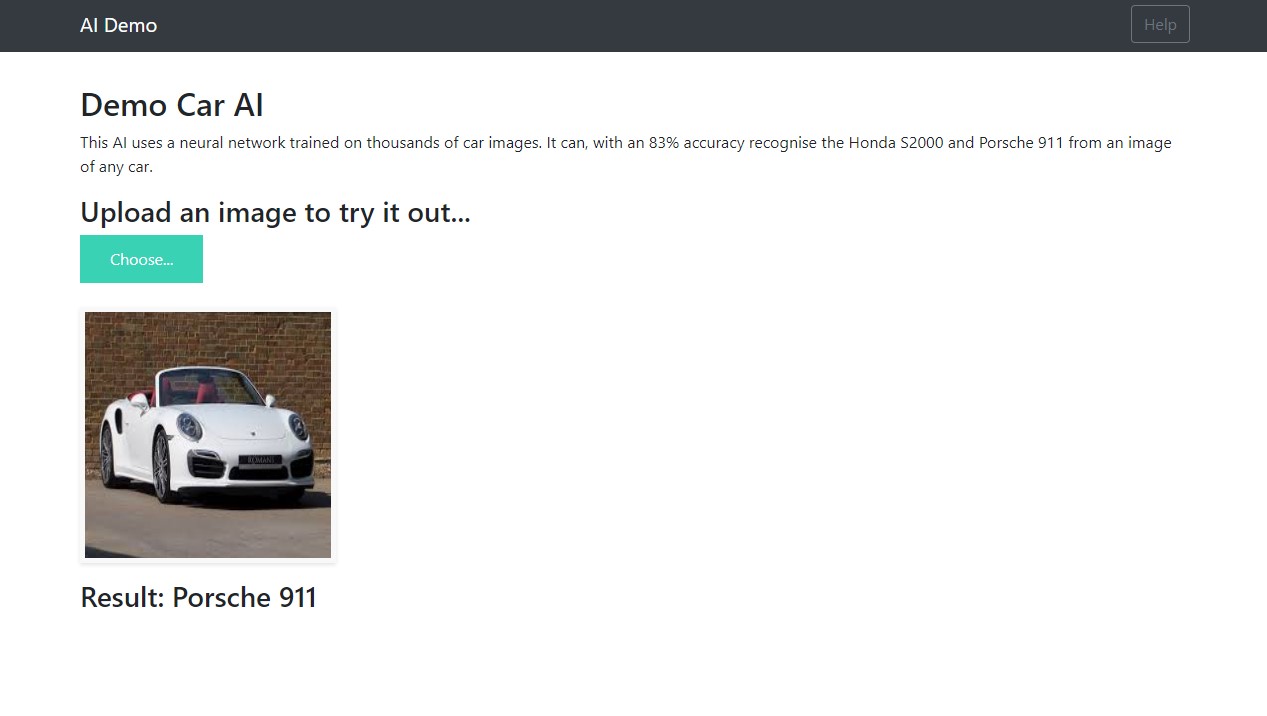 AI Demo
Help
Demo Car AI
This AI uses a neural network trained on thousands of car images. It can, with an 83% accuracy recognise the Honda S2000 and Porsche 911 from an image
of any car.
Upload an image to try it out...
Choose...
ROMANS
Result: Porsche 911